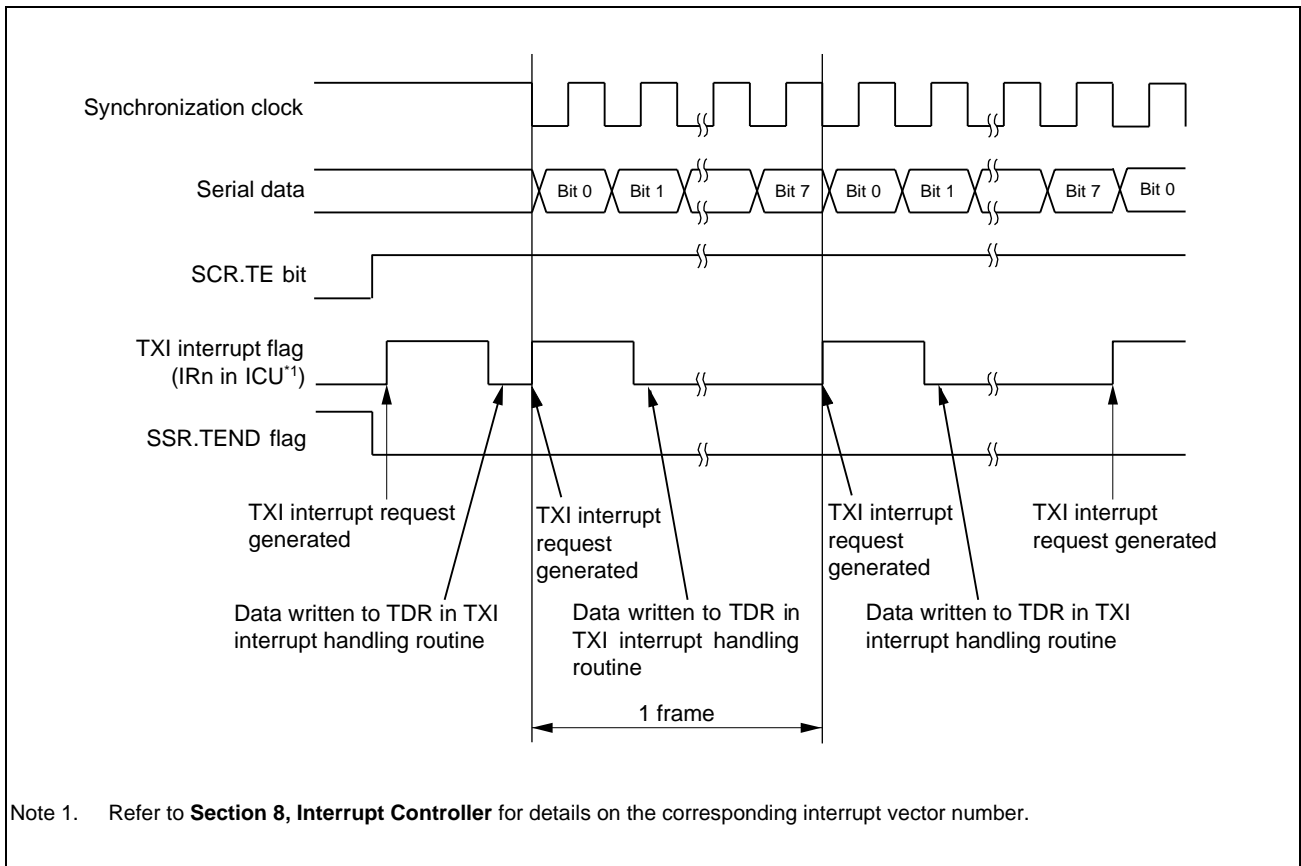 Synchronization clock
Serial data
Bit 0 Bit 1 Bit 7 Bit 0 Bit 1 Bit 7 Bit 0
SCR.TE bit
TXI interrupt flag
(IRn in ICU*1)
SSR.TEND flag
TXI interrupt request
generated
TXI interrupt
request
generated
TXI interrupt
request
generated
TXI interrupt
request generated
Data written to TDR in TXI
interrupt handling routine
Data written to TDR in
TXI interrupt handling
routine
Data written to TDR in TXI
interrupt handling routine
1 frame
Note 1. Refer to Section 8, Interrupt Controller for details on the corresponding interrupt vector number.